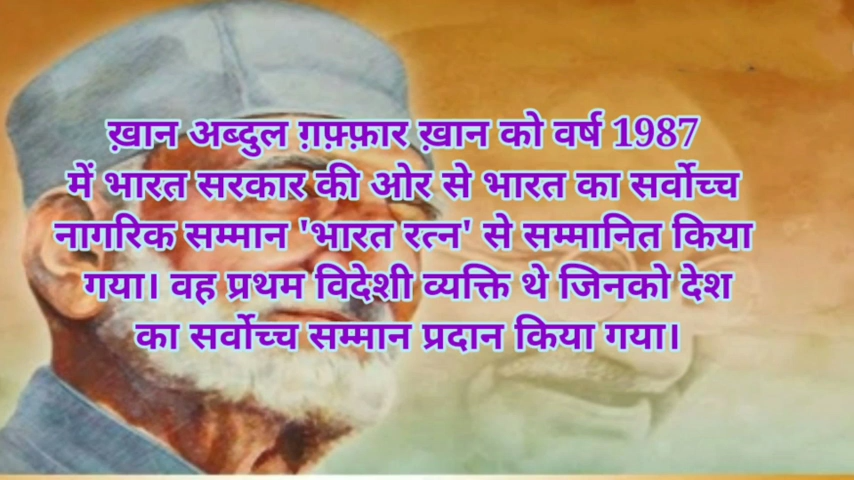 ख़ान अब्दुल ग़फ़्फ़ार ख़ान को वर्ष 1987
में भारत सरकार की ओर से भारत का सर्वोच्च
नागरिक सम्मान 'भारत रत्न' से सम्मानित किया
गया। वह प्रथम विदेशी व्यक्ति थे जिनको देश
का सर्वोच्च सम्मान प्रदान किया गया।